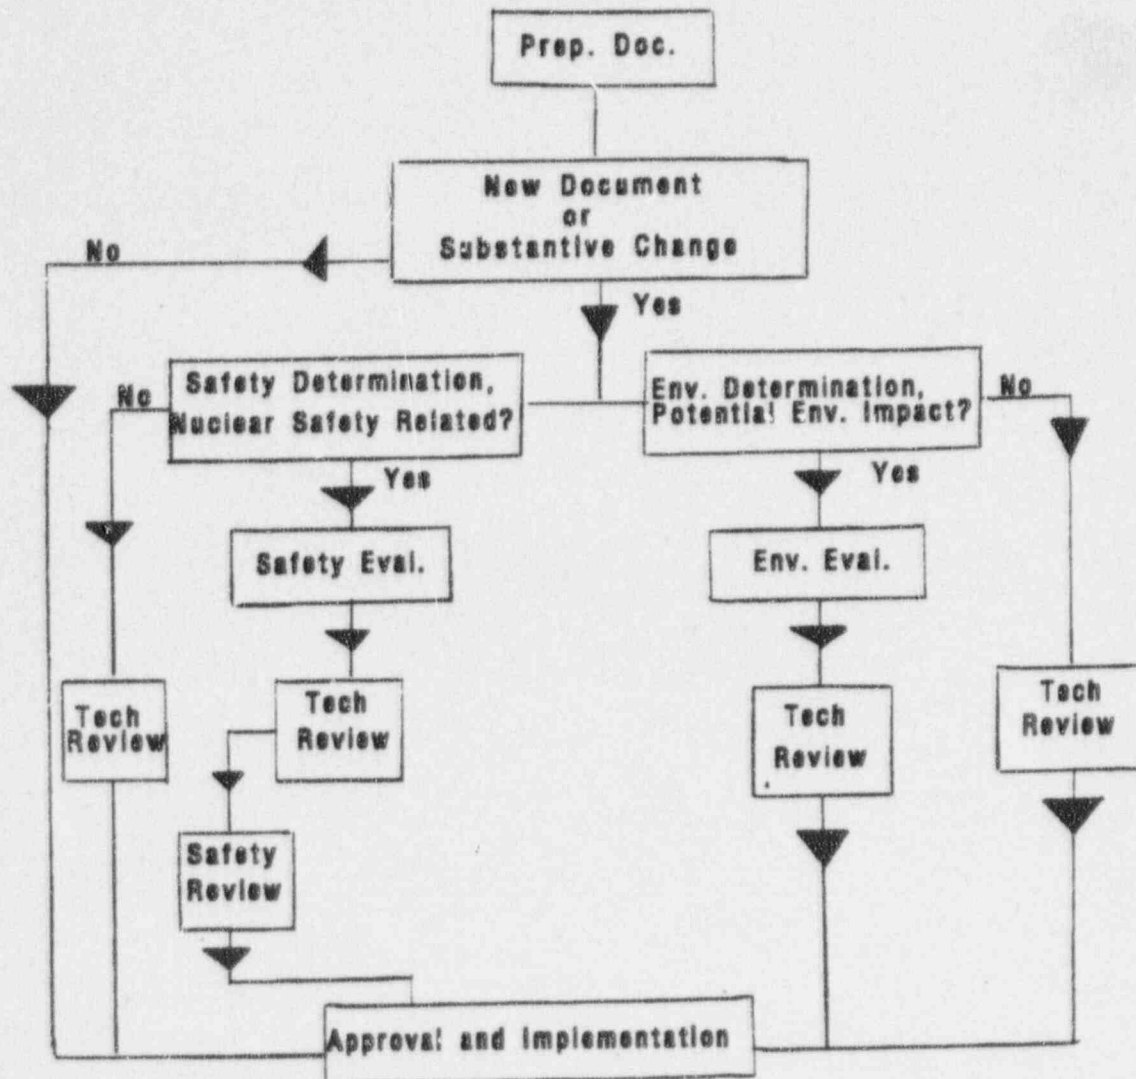 Prep. Doc.
New Document
or
Substantive Change
No
Yes
Safety Determination,
Nuclear Safety Related?
No
Yes
Env. Determination,
Potential Env. Impact?
No
Yes
Safety Eval.
Env. Eval.
Tech
Review
Tech
Review
Tech
Review
Tech
Review
Safety
Review
Approval and Implementation